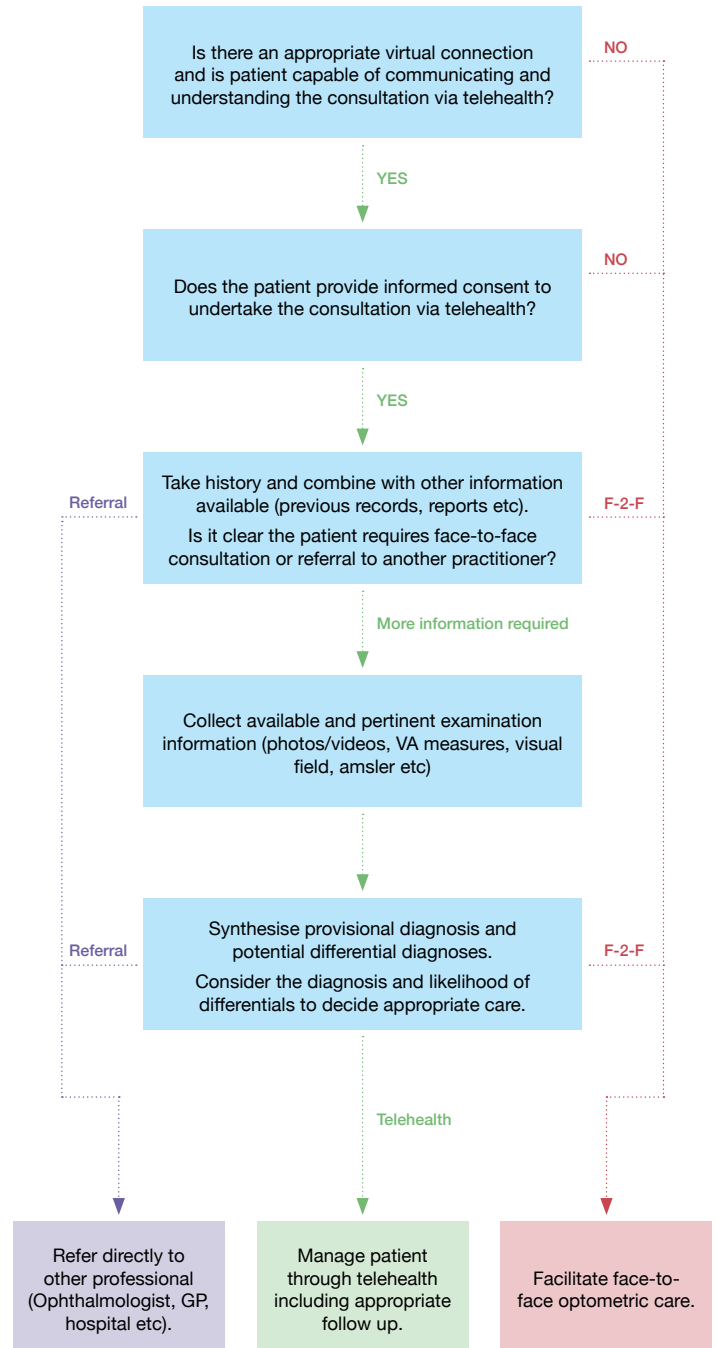 Is there an appropriate virtual connection
and is patient capable of communicating and
understanding the consultation via telehealth?
NO
YES
Does the patient provide informed consent to
undertake the consultation via telehealth?
NO
YES
Referral
Take history and combine with other information
available (previous records, reports etc).
Is it clear the patient requires face-to-face
consultation or referral to another practitioner?
F-2-F
More information required
Collect available and pertinent examination
information (photos/videos, VA measures, visual
field, amsler etc)
Referral
Synthesise provisional diagnosis and
potential differential diagnoses.
Consider the diagnosis and likelihood of
differentials to decide appropriate care.
F-2-F
Telehealth
Refer directly to
other professional
(Ophthalmologist, GP,
hospital etc).
Manage patient
through telehealth
including appropriate
follow up.
Facilitate face-to-
face optometric care.